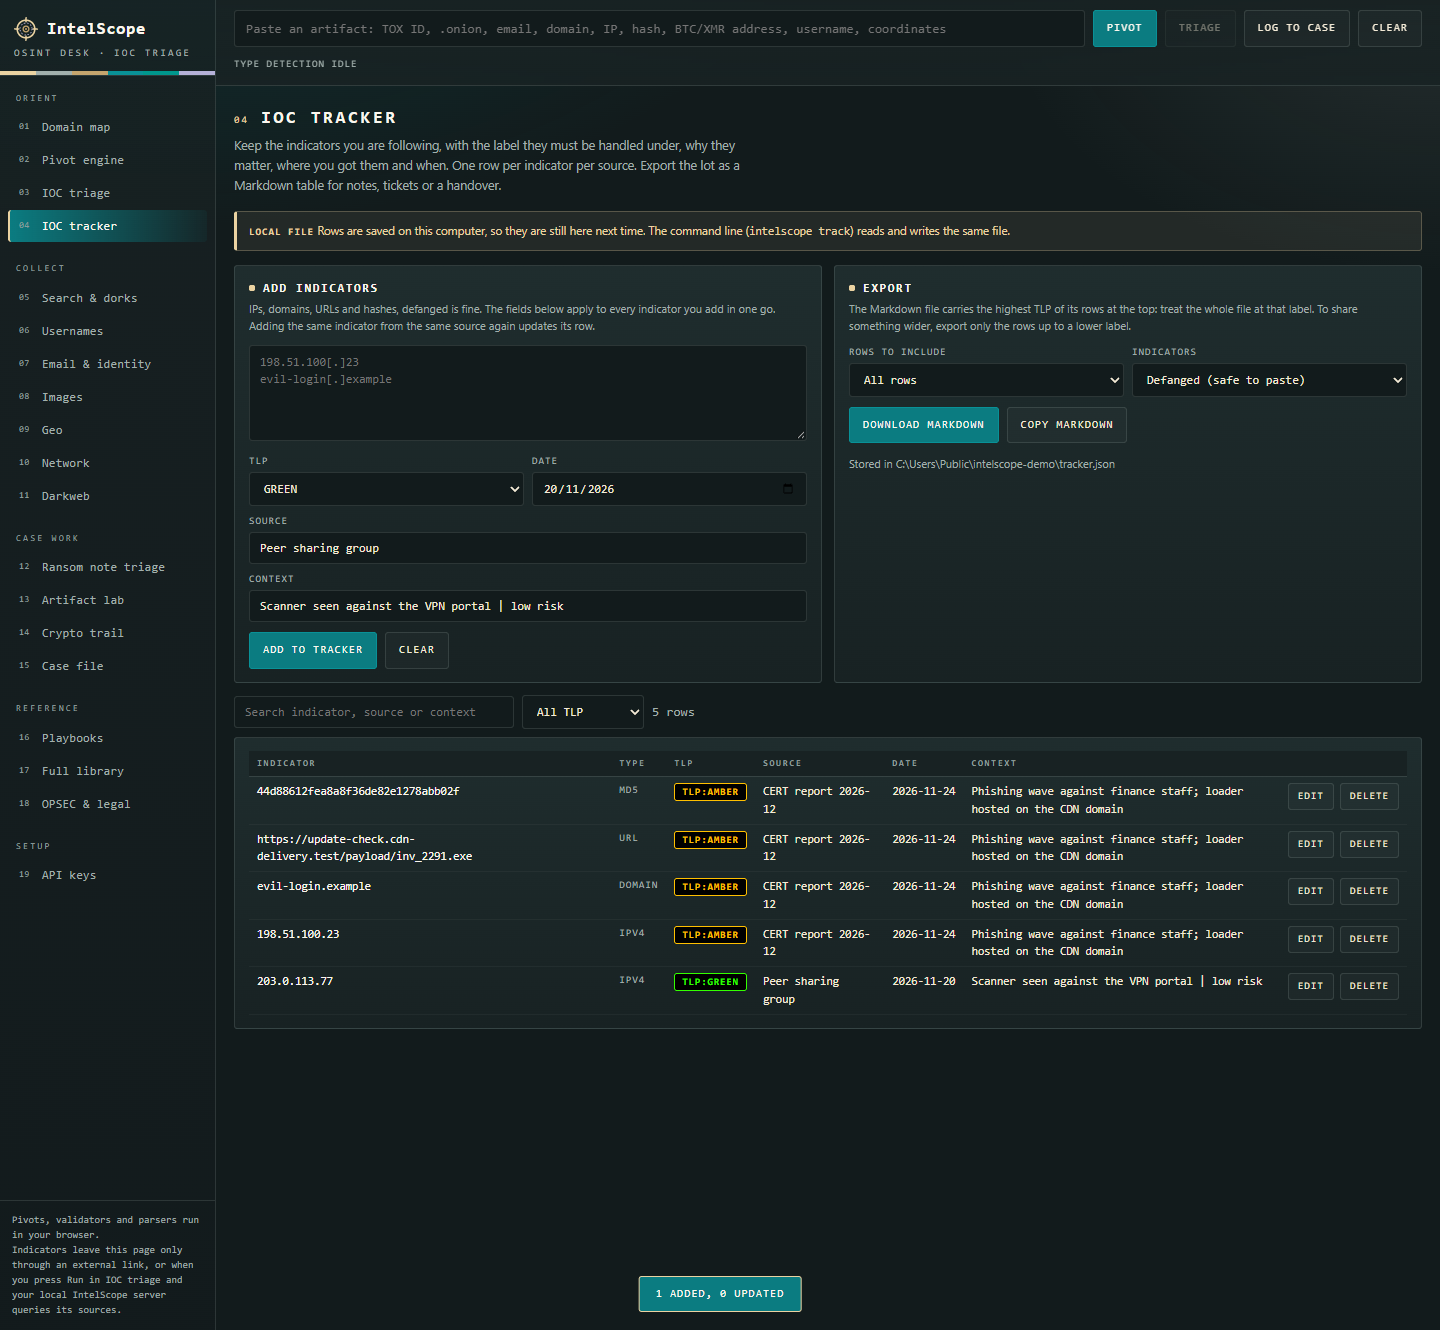 IntelScope
OSINT DESK · IOC TRIAGE
ORIENT
01 Domain map
02 Pivot engine
03 IOC triage
04 IOC tracker
COLLECT
05 Search & dorks
06 Usernames
07 Email & identity
08 Images
09 Geo
10 Network
11 Darkweb
CASE WORK
12 Ransom note triage
13 Artifact lab
14 Crypto trail
15 Case file
REFERENCE
16 Playbooks
17 Full library
18 OPSEC & legal
SETUP
19 API keys
Pivots, validators and parsers run
in your browser.
Indicators leave this page only
through an external link, or when
you press Run in IOC triage and
your local IntelScope server
queries its sources.
Paste an artifact: TOX ID, .onion, email, domain, IP, hash, BTC/XMR address, username, coordinates
PIVOT TRIAGE LOG TO CASE CLEAR
TYPE DETECTION IDLE
04 IOC TRACKER
Keep the indicators you are following, with the label they must be handled under, why they
matter, where you got them and when. One row per indicator per source. Export the lot as a
Markdown table for notes, tickets or a handover.
LOCAL FILE Rows are saved on this computer, so they are still here next time. The command line (intelscope track) reads and writes the same file.
ADD INDICATORS
IPs, domains, URLs and hashes, defanged is fine. The fields below apply to every indicator you add in one go.
Adding the same indicator from the same source again updates its row.
198.51.100[.]23
evil-login[.]example
TLP DATE
GREEN 20/11/2026
SOURCE
Peer sharing group
CONTEXT
Scanner seen against the VPN portal | low risk
ADD TO TRACKER CLEAR
EXPORT
The Markdown file carries the highest TLP of its rows at the top: treat the whole file at that label. To share
something wider, export only the rows up to a lower label.
ROWS TO INCLUDE INDICATORS
All rows Defanged (safe to paste)
DOWNLOAD MARKDOWN COPY MARKDOWN
Stored in C:\Users\Public\intelscope-demo\tracker.json
Search indicator, source or context All TLP 5 rows
INDICATOR TYPE TLP SOURCE DATE CONTEXT
44d88612fea8a8f36de82e1278abb02f MD5 TLP:AMBER CERT report 2026- 2026-11-24 Phishing wave against finance staff; loader EDIT DELETE
12 hosted on the CDN domain
https://update-check.cdn- URL TLP:AMBER CERT report 2026- 2026-11-24 Phishing wave against finance staff; loader EDIT DELETE
delivery.test/payload/inv_2291.exe 12 hosted on the CDN domain
evil-login.example DOMAIN TLP:AMBER CERT report 2026- 2026-11-24 Phishing wave against finance staff; loader EDIT DELETE
12 hosted on the CDN domain
198.51.100.23 IPV4 TLP:AMBER CERT report 2026- 2026-11-24 Phishing wave against finance staff; loader EDIT DELETE
12 hosted on the CDN domain
203.0.113.77 IPV4 TLP:GREEN Peer sharing 2026-11-20 Scanner seen against the VPN portal | low risk EDIT DELETE
group
1 ADDED, 0 UPDATED